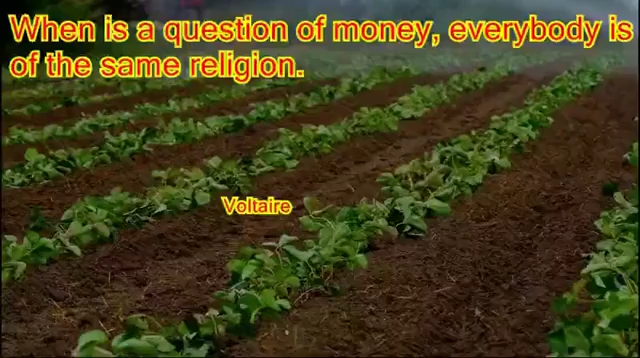 When is a question of money, everybody is
of the same religion.
Voltaire